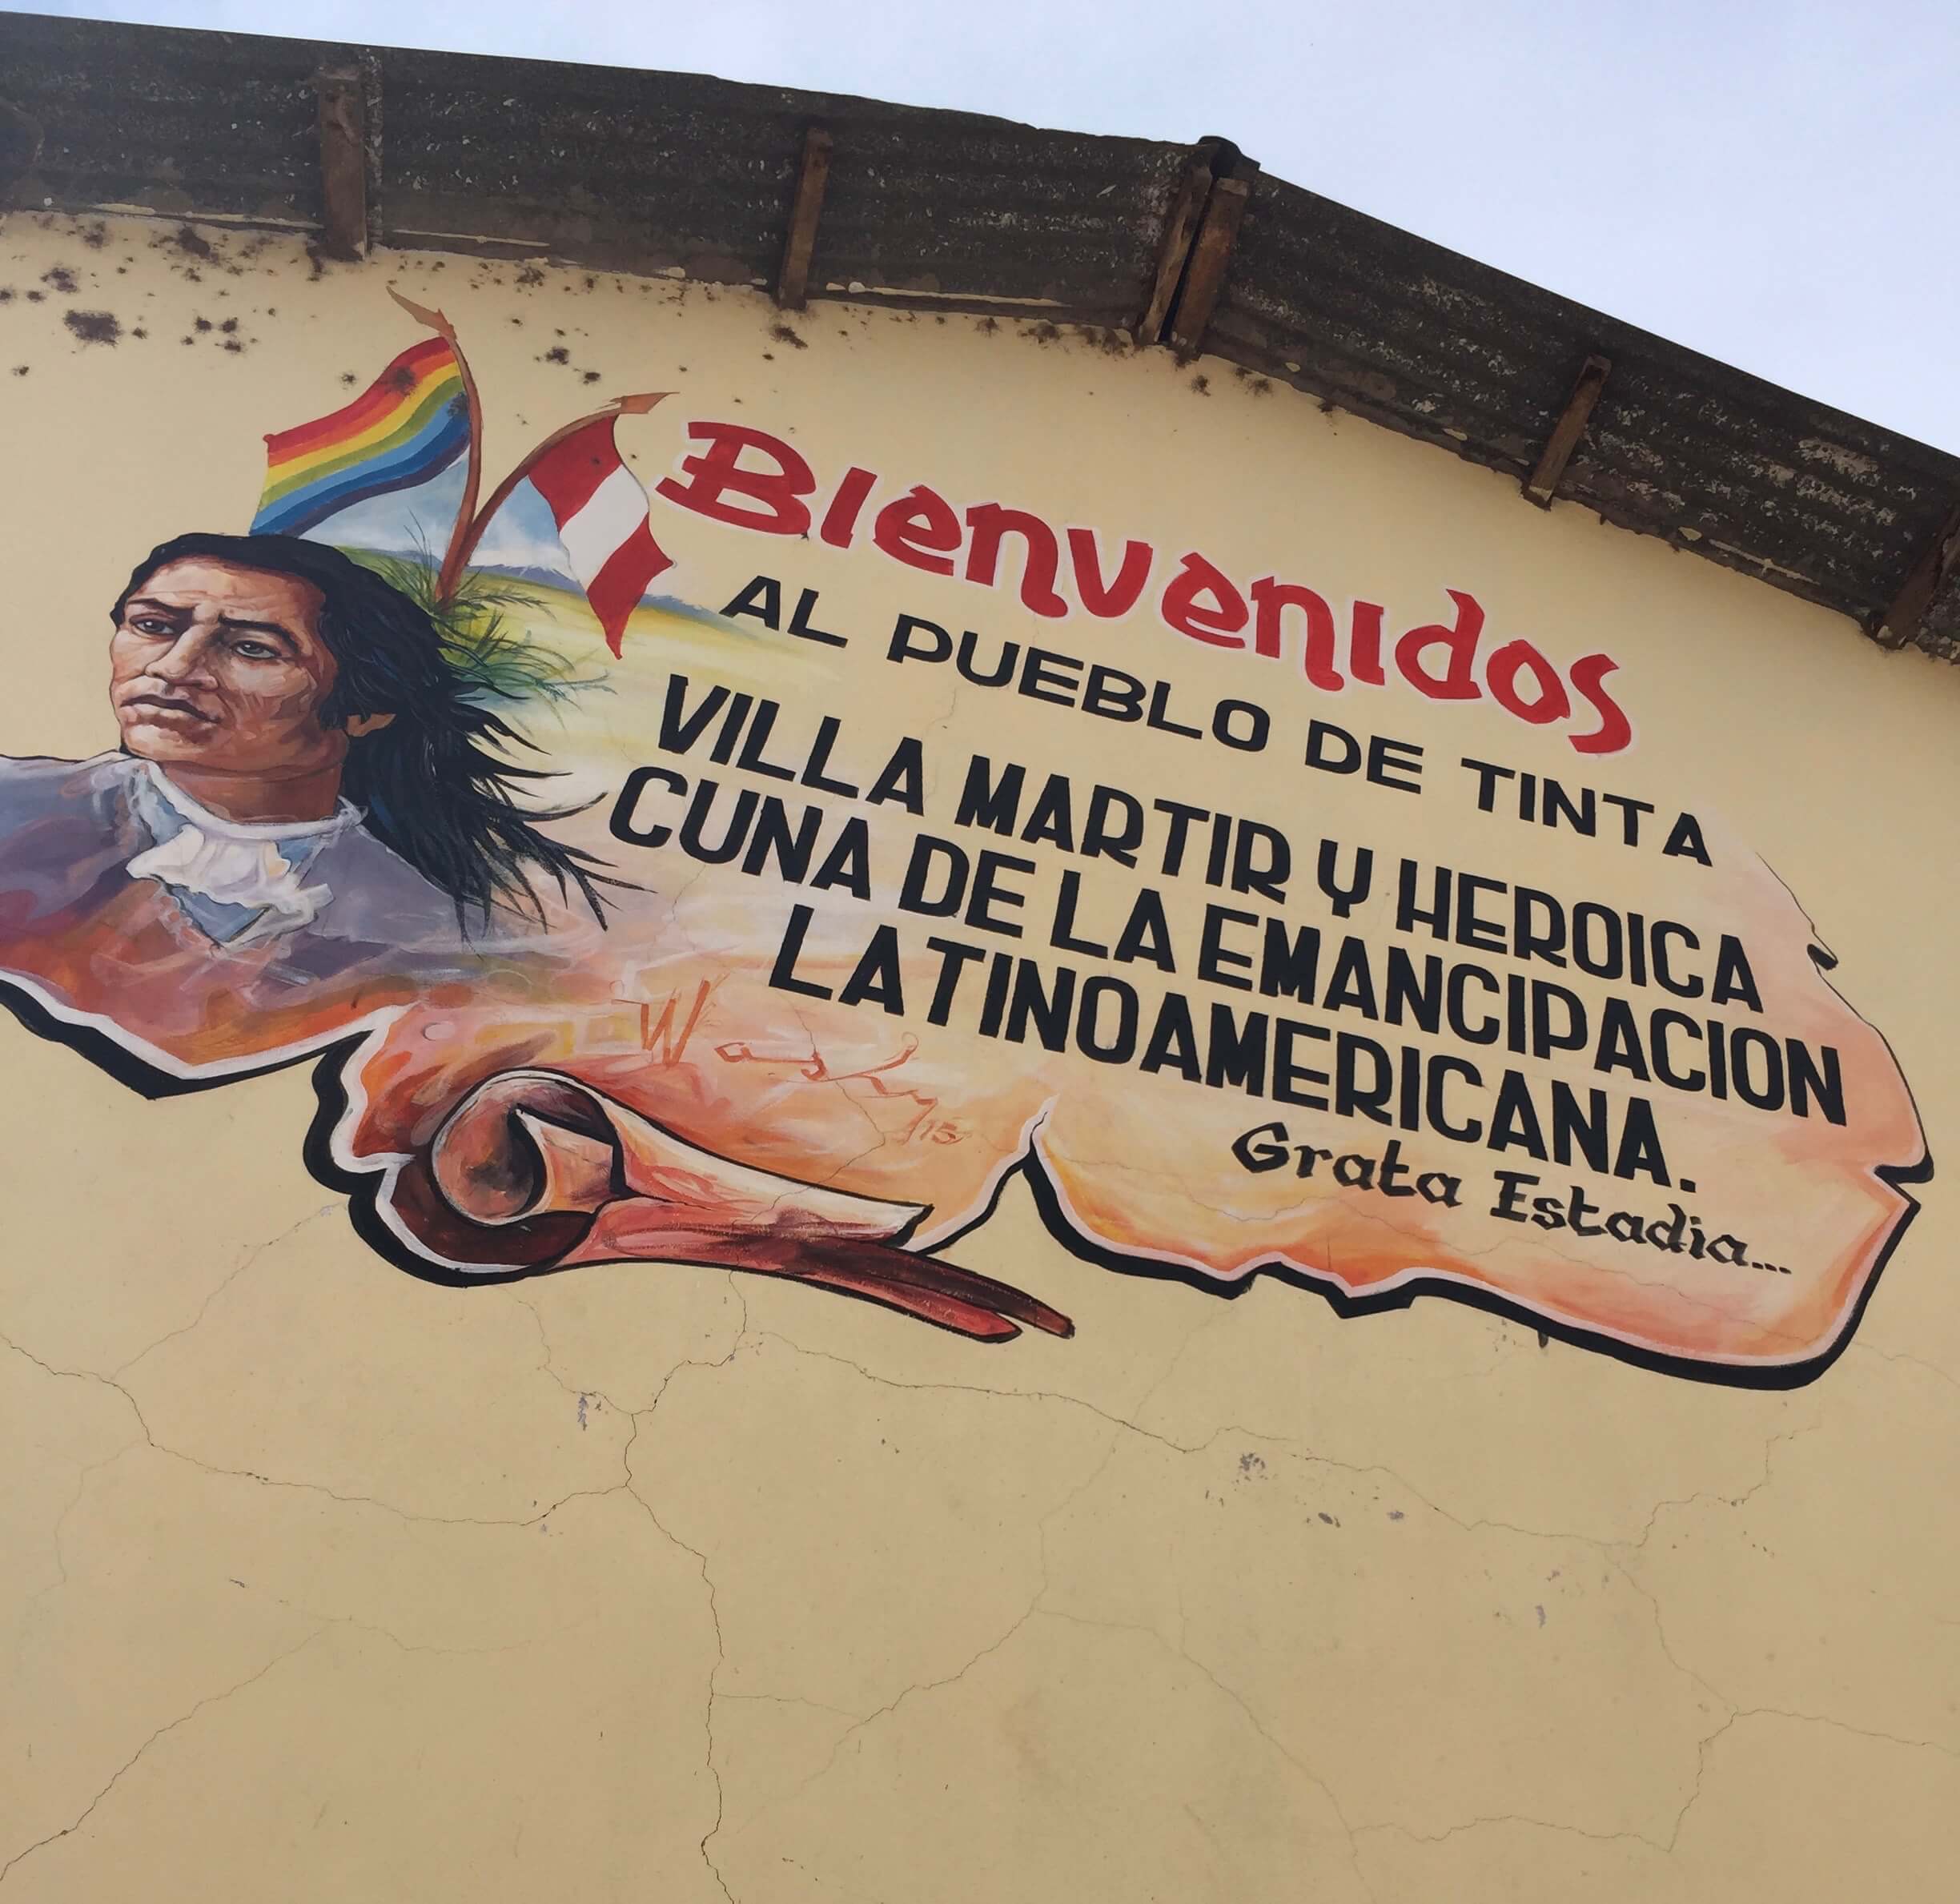 Bienvenidos
AL PUEBLO DE TINTA
VILLA MARTIR Y HEROICA
CUNA DE LA EMANCIPACION
LATINOAMERICANA.
Grata Estadia...